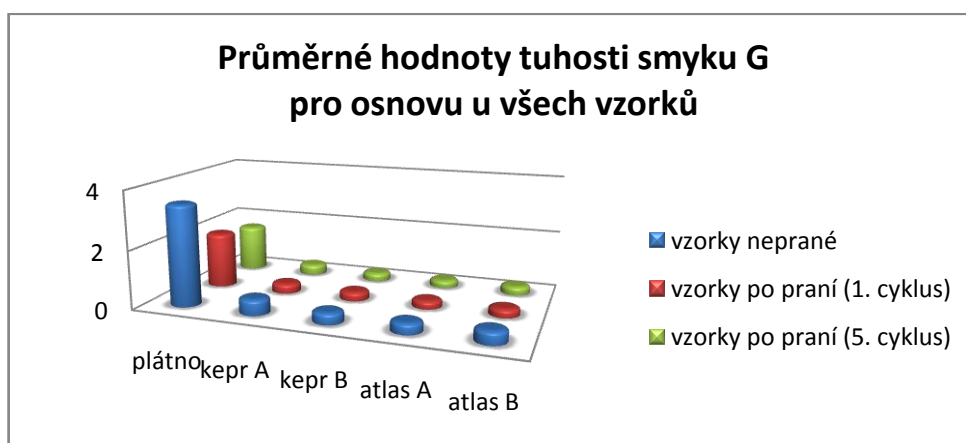 Průměrné hodnoty tuhosti smyku G
pro osnovu u všech vzorků
4
2
0
plátno
kepr A
kepr B
atlas A
atlas B
vzorky neprané
vzorky po praní (1. cyklus)
vzorky po praní (5. cyklus)